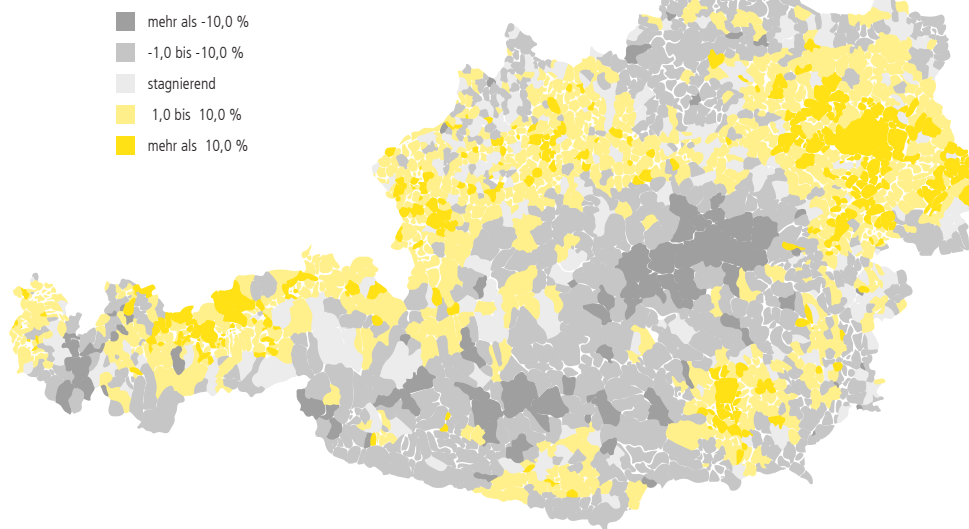 mehr als -10,0 %
-1,0 bis -10,0 %
stagnierend
1,0 bis 10,0 %
mehr als 10,0 %